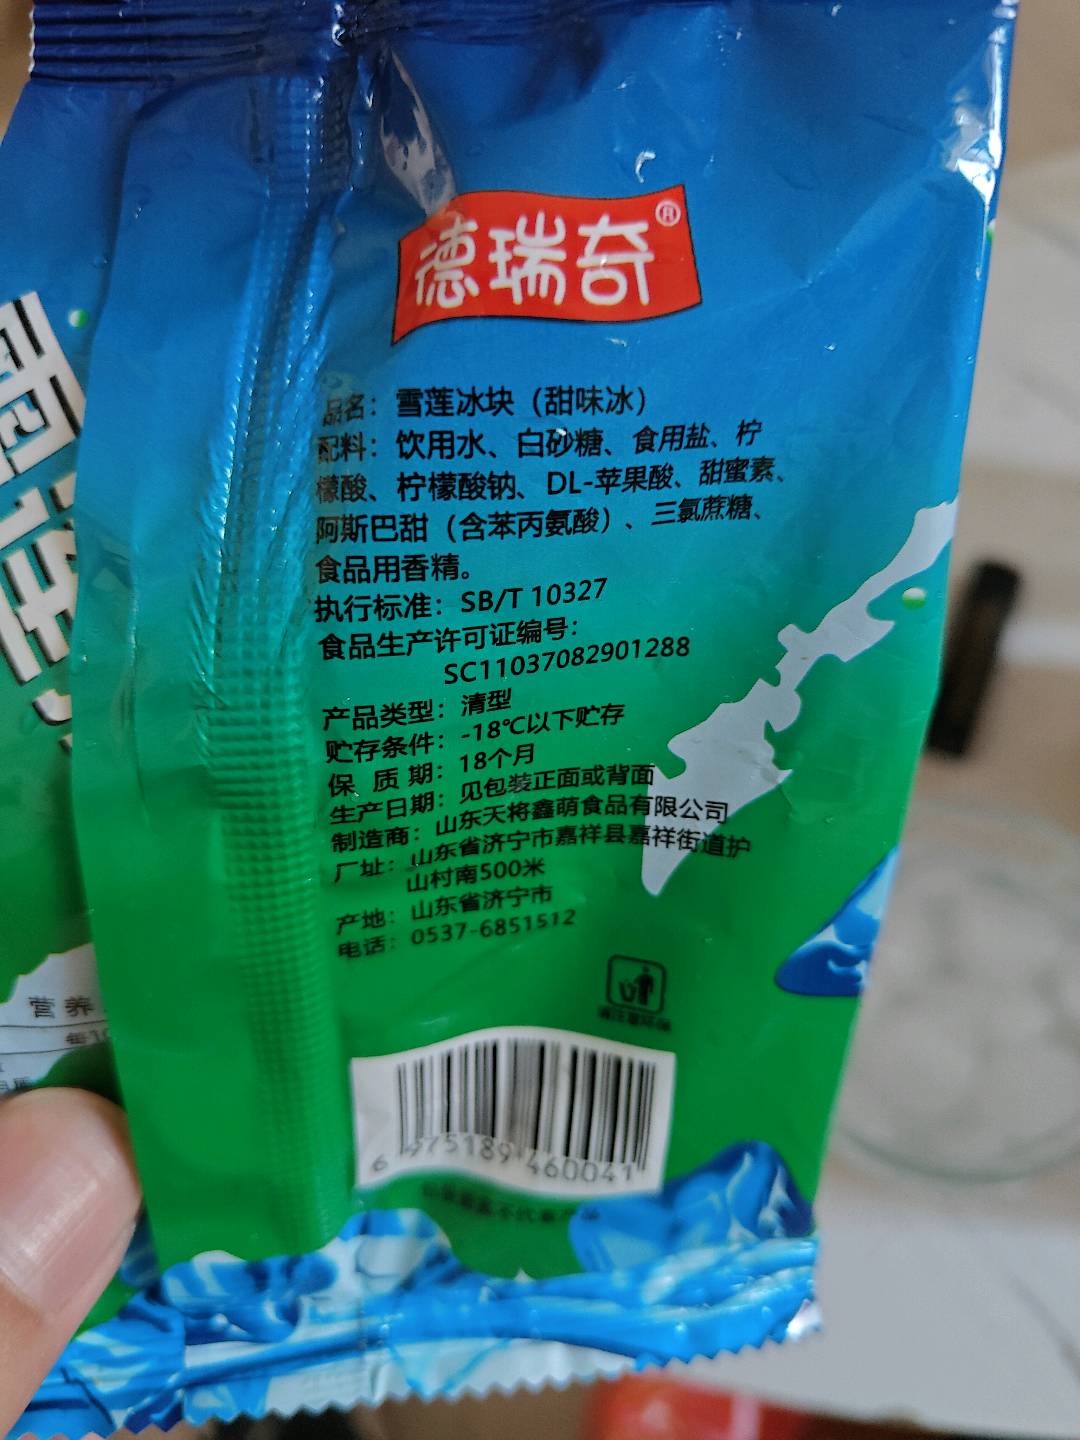 德瑞奇®
品名：雪莲冰块（甜味冰）
配料：饮用水、白砂糖、食用盐、柠
檬酸、柠檬酸钠、DL-苹果酸、甜蜜素、
阿斯巴甜（含苯丙氨酸）、三氯蔗糖、
食品用香精。
执行标准：SB/T 10327
食品生产许可证编号：
SC11037082901288
产品类型：清型
贮存条件：-18℃以下贮存
保 质 期：18个月
生产日期：见包装正面或背面
制造商：山东天将鑫萌食品有限公司
厂址：山东省济宁市嘉祥县嘉祥街道护
山村南500米
产地：山东省济宁市
电话：0537-6851512
6 975189 460041
营养
每10